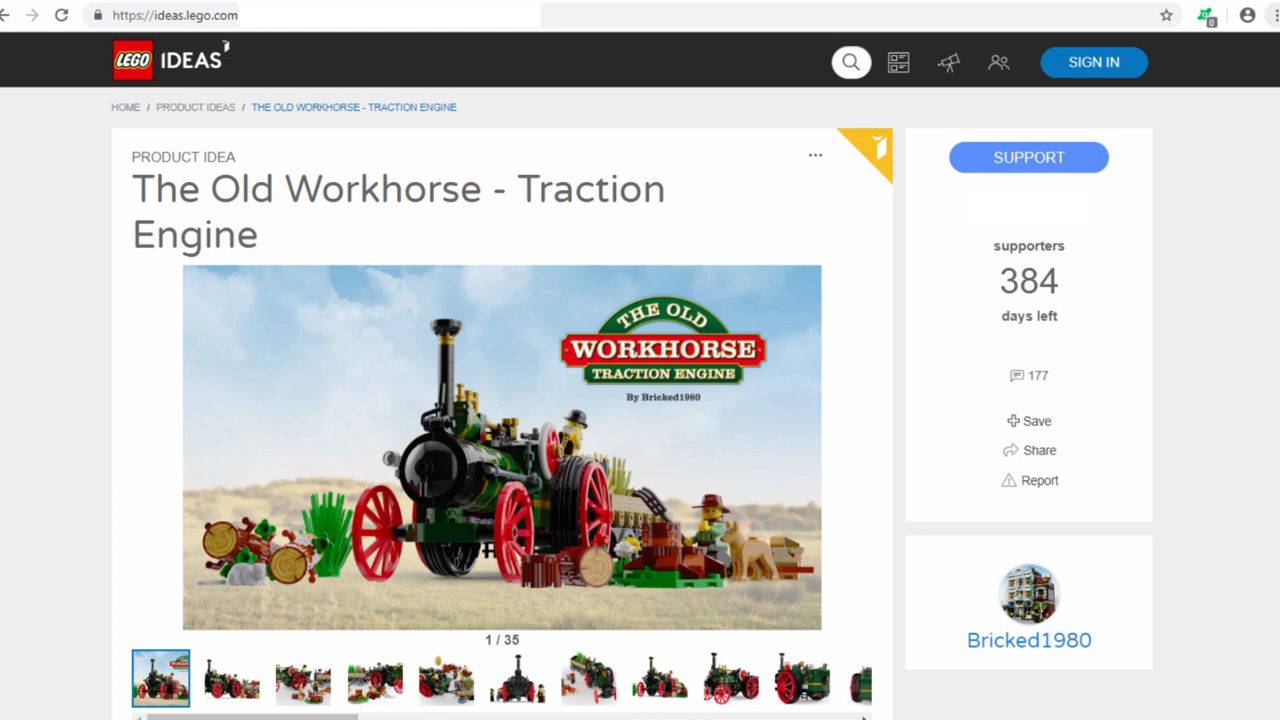 https://ideas.lego.com
0
LEGO IDEAS
SIGN IN
HOME / PRODUCT IDEAS / THE OLD WORKHORSE - TRACTION ENGINE
PRODUCT IDEA
The Old Workhorse - Traction
Engine
THE OLD
WORKHORSE
TRACTION ENGINE
By Bricked1980
1 / 35
SUPPORT
supporters
384
days left
177
Save
Share
Report
Bricked1980